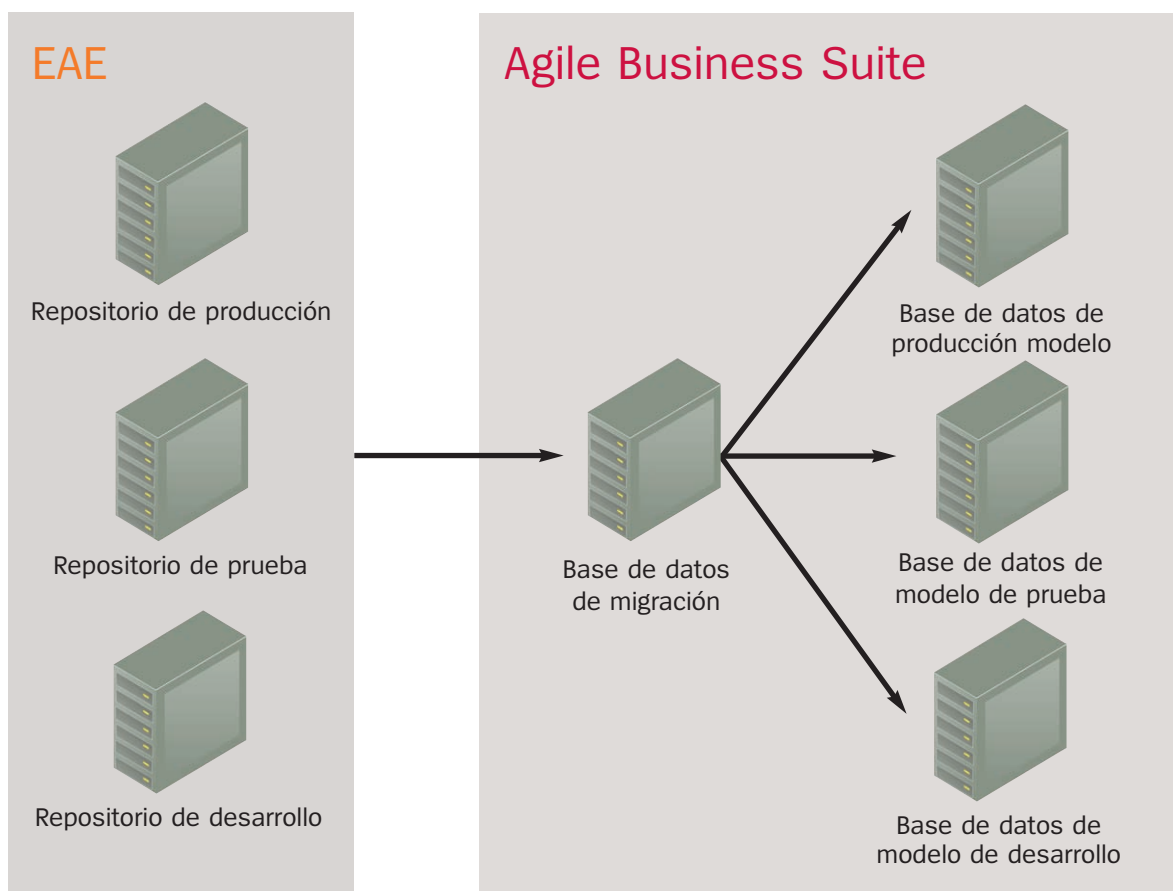 EAE
Repositorio de producción
Repositorio de prueba
Repositorio de desarrollo
Agile Business Suite
Base de datos
de migración
Base de datos de
producción modelo
Base de datos de
modelo de prueba
Base de datos de
modelo de desarrollo